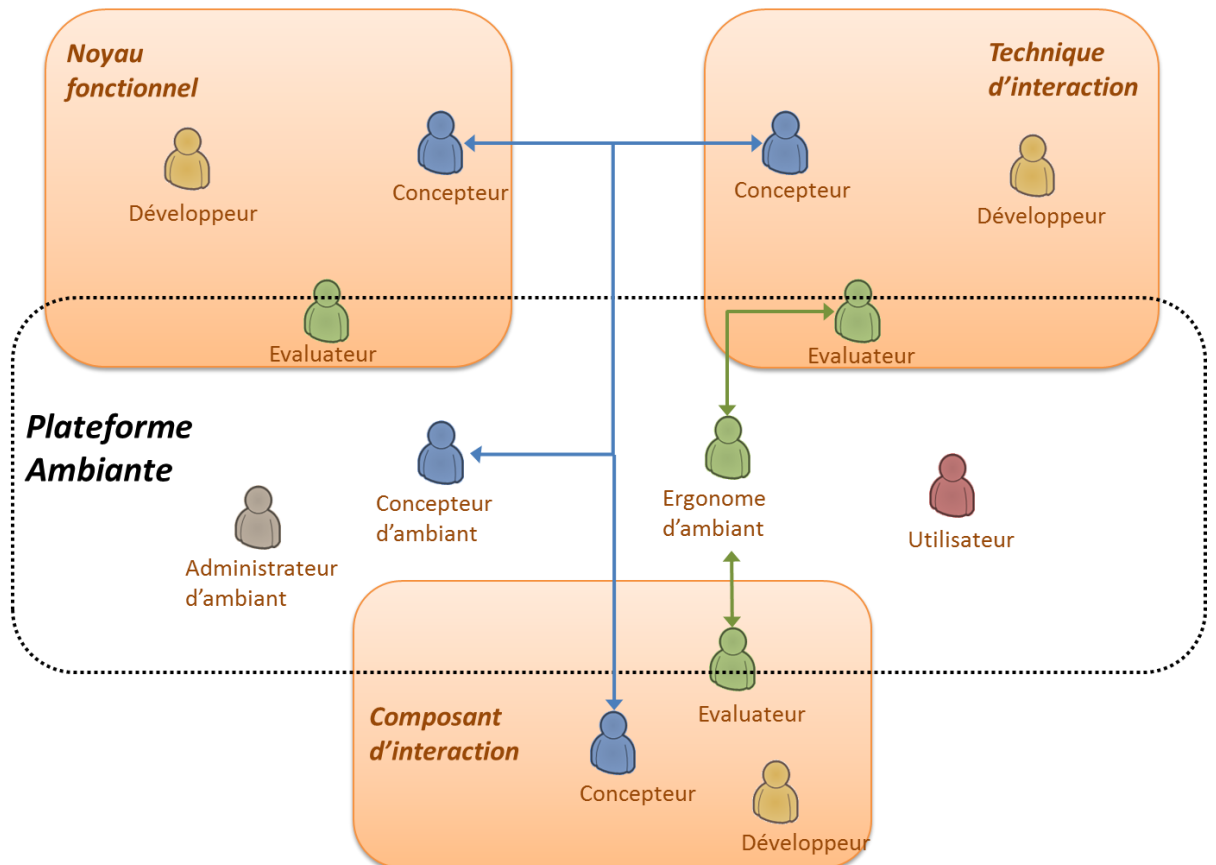 Noyau
fonctionnel
Technique
d'interaction
Développeur
Concepteur
Concepteur
Développeur
Evaluateur
Evaluateur
Plateforme
Ambiante
Concepteur
d'ambiant
Ergonome
d'ambiant
Utilisateur
Administrateur
d'ambiant
Composant
d'interaction
Evaluateur
Concepteur
Développeur